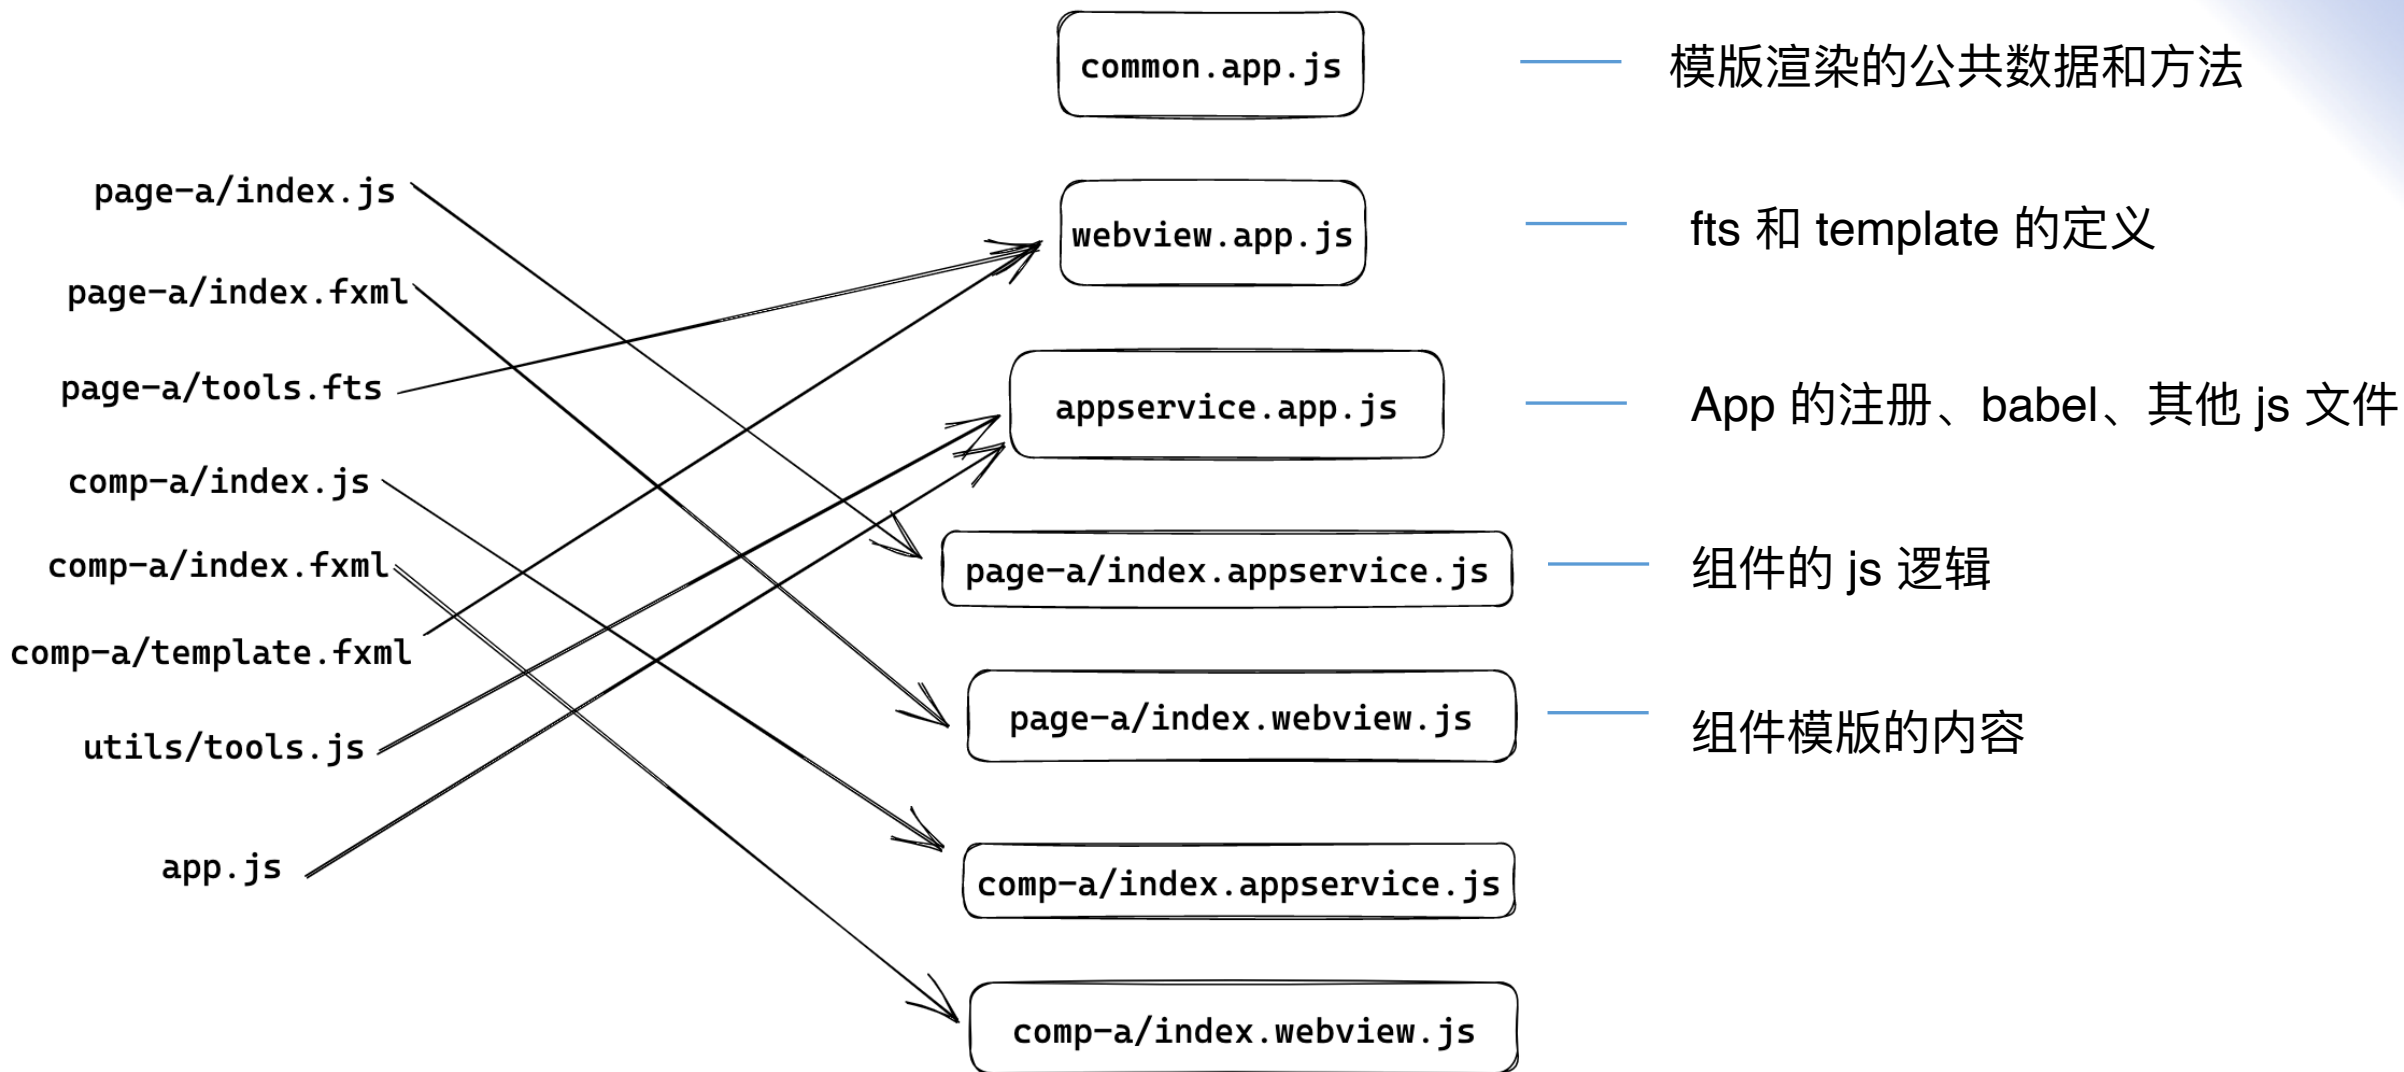 common.app.js
模版渲染的公共数据和方法
page-a/index.js
webview.app.js
fts 和 template 的定义
page-a/index.fxml
page-a/tools.fts
appservice.app.js
App 的注册、babel、其他 js 文件
comp-a/index.js
comp-a/index.fxml
page-a/index.appservice.js
组件的 js 逻辑
comp-a/template.fxml
page-a/index.webview.js
组件模版的内容
utils/tools.js
app.js
comp-a/index.appservice.js
comp-a/index.webview.js